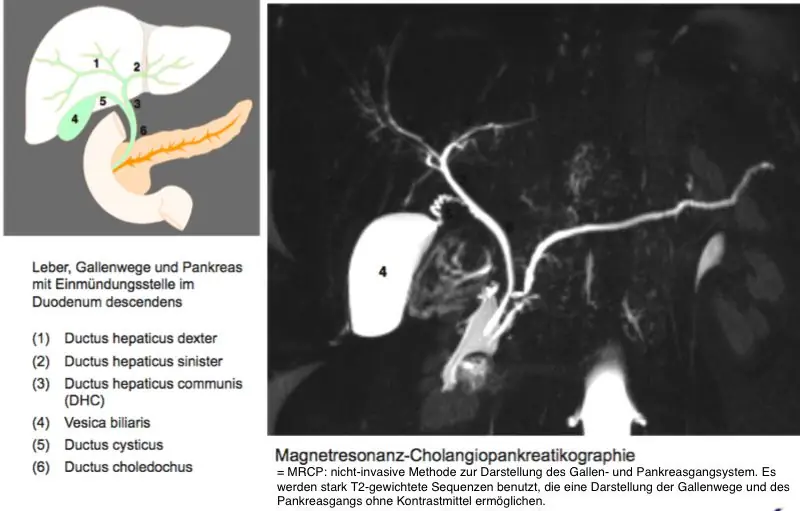 1
2
3
4
5
6
Leber, Gallenwege und Pankreas
mit Einmündungsstelle im
Duodenum descendens
(1) Ductus hepaticus dexter
(2) Ductus hepaticus sinister
(3) Ductus hepaticus communis
(DHC)
(4) Vesica biliaris
(5) Ductus cysticus
(6) Ductus choledochus
4
Magnetresonanz-Cholangiopankreatikographie
= MRCP: nicht-invasive Methode zur Darstellung des Gallen- und Pankreasgangsystem. Es
werden stark T2-gewichtete Sequenzen benutzt, die eine Darstellung der Gallenwege und des
Pankreasgangs ohne Kontrastmittel ermöglichen.